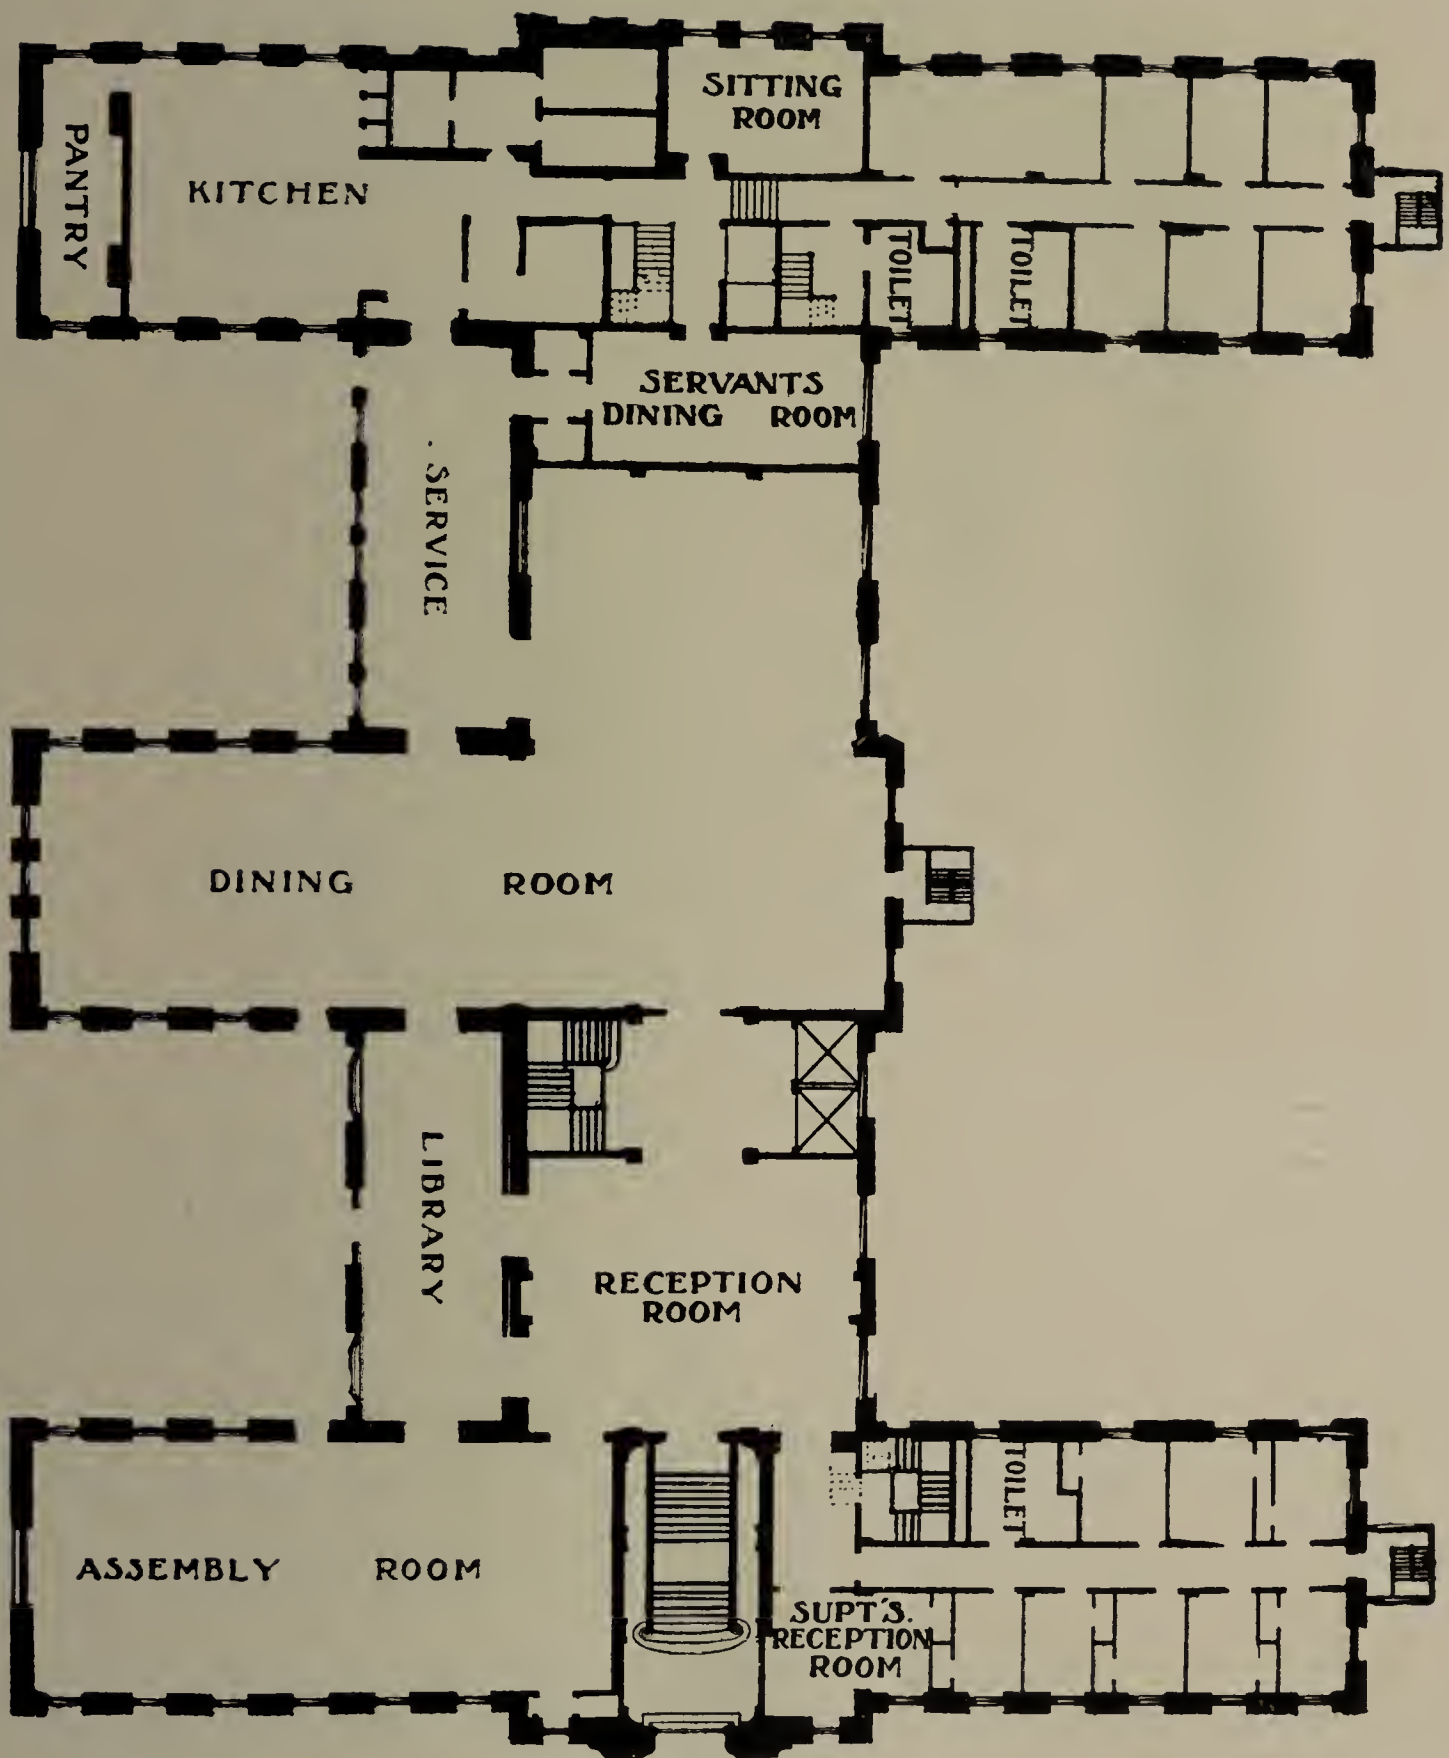 SITTING
ROOM
PANTRY
KITCHEN
TOILET
TOILET
SERVANTS
DINING ROOM
SERVICE
DINING ROOM
LIBRARY
RECEPTION
ROOM
TOILET
ASSEMBLY ROOM
SUPT'S.
RECEPTION
ROOM